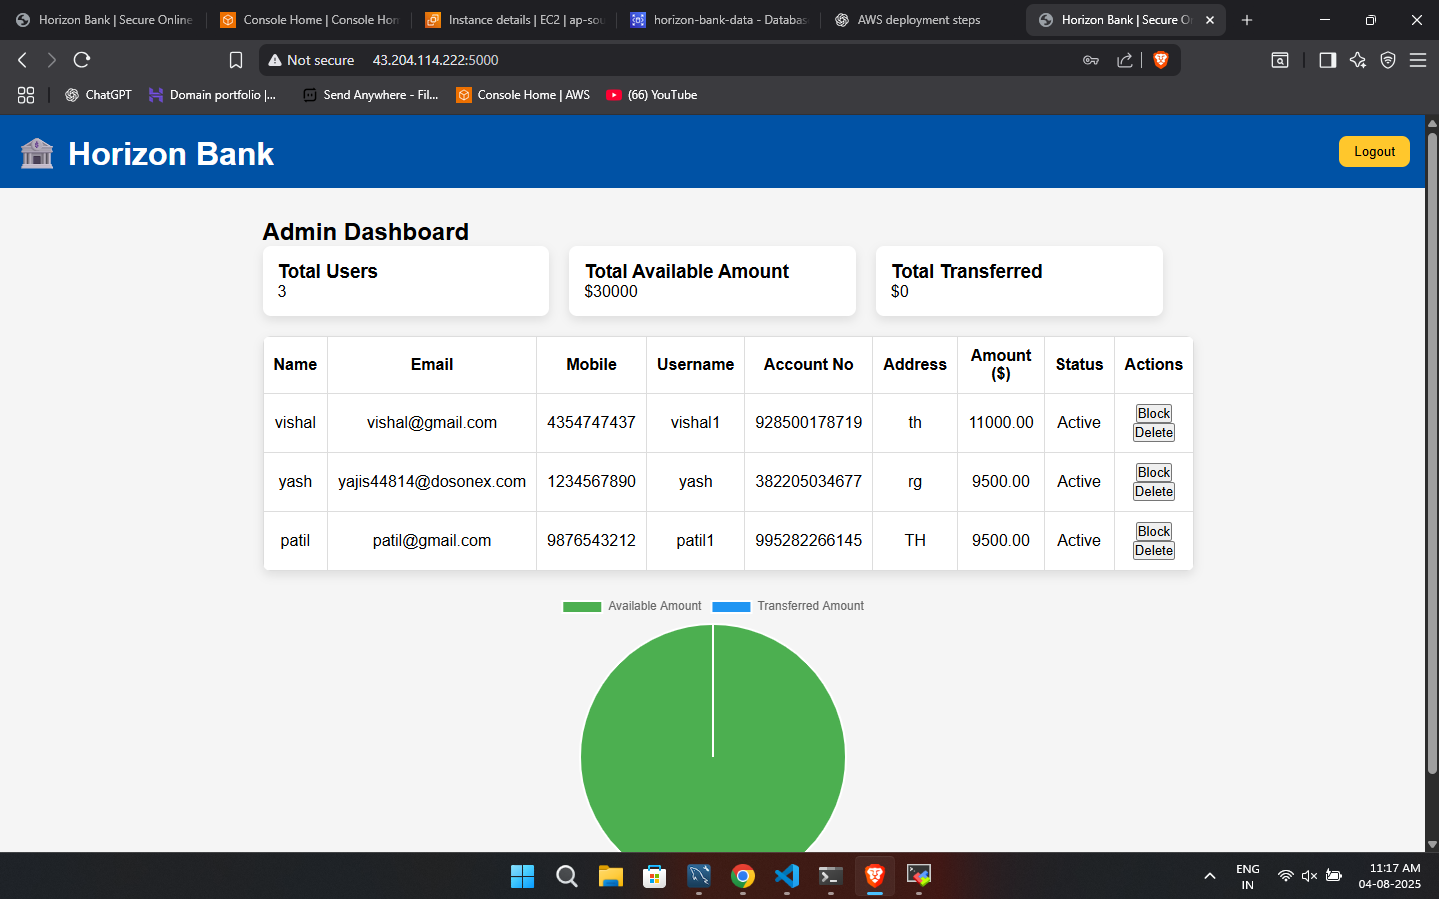 Horizon Bank | Secure Online
Console Home | Console Hom
Instance details | EC2 | ap-sou
horizon-bank-data - Database
AWS deployment steps
Horizon Bank | Secure On
Not secure 43.204.114.222:5000
ChatGPT
Domain portfolio |...
Send Anywhere - Fil...
Console Home | AWS
(66) YouTube
Horizon Bank
Logout
Admin Dashboard
Total Users
3
Total Available Amount
$30000
Total Transferred
$0
Name Email Mobile Username Account No Address Amount ($) Status Actions
vishal vishal@gmail.com 4354747437 vishal1 928500178719 th 11000.00 Active Block
Delete
yash yajis44814@dosonex.com 1234567890 yash 382205034677 rg 9500.00 Active Block
Delete
patil patil@gmail.com 9876543212 patil1 995282266145 TH 9500.00 Active Block
Delete
Available Amount Transferred Amount
ENG
IN
11:17 AM
04-08-2025